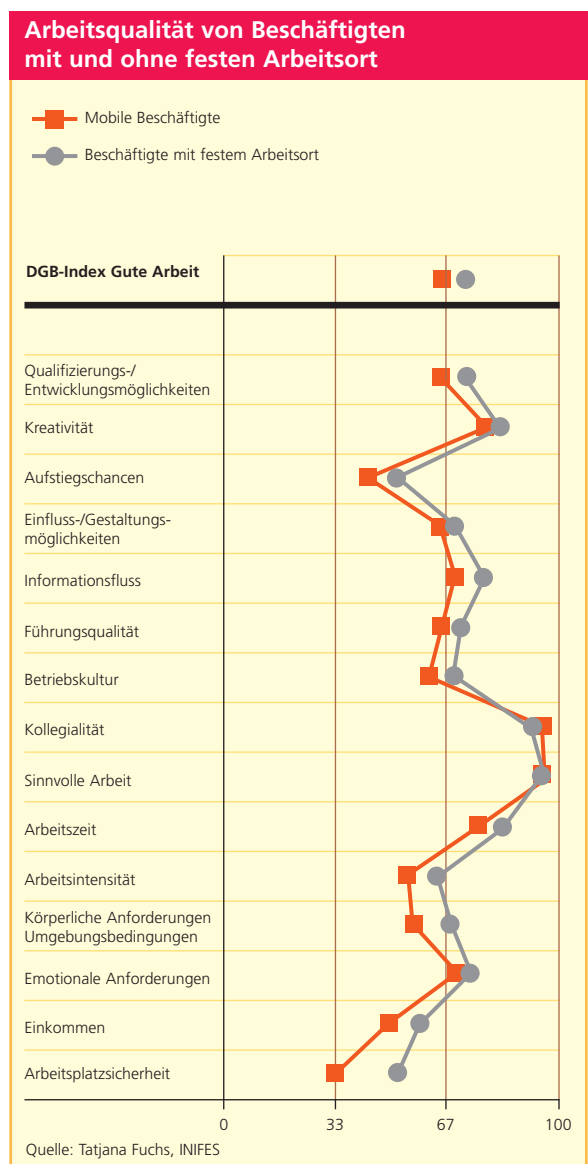 Arbeitsqualität von Beschäftigten
mit und ohne festen Arbeitsort
Mobile Beschäftigte
Beschäftigte mit festem Arbeitsort
DGB-Index Gute Arbeit
Qualifizierungs-/
Entwicklungsmöglichkeiten
Kreativität
Aufstiegschancen
Einfluss-/Gestaltungs-
möglichkeiten
Informationsfluss
Führungsqualität
Betriebskultur
Kollegialität
Sinnvolle Arbeit
Arbeitszeit
Arbeitsintensität
Körperliche Anforderungen
Umgebungsbedingungen
Emotionale Anforderungen
Einkommen
Arbeitsplatzsicherheit
0 33 67 100
Quelle: Tatjana Fuchs, INIFES